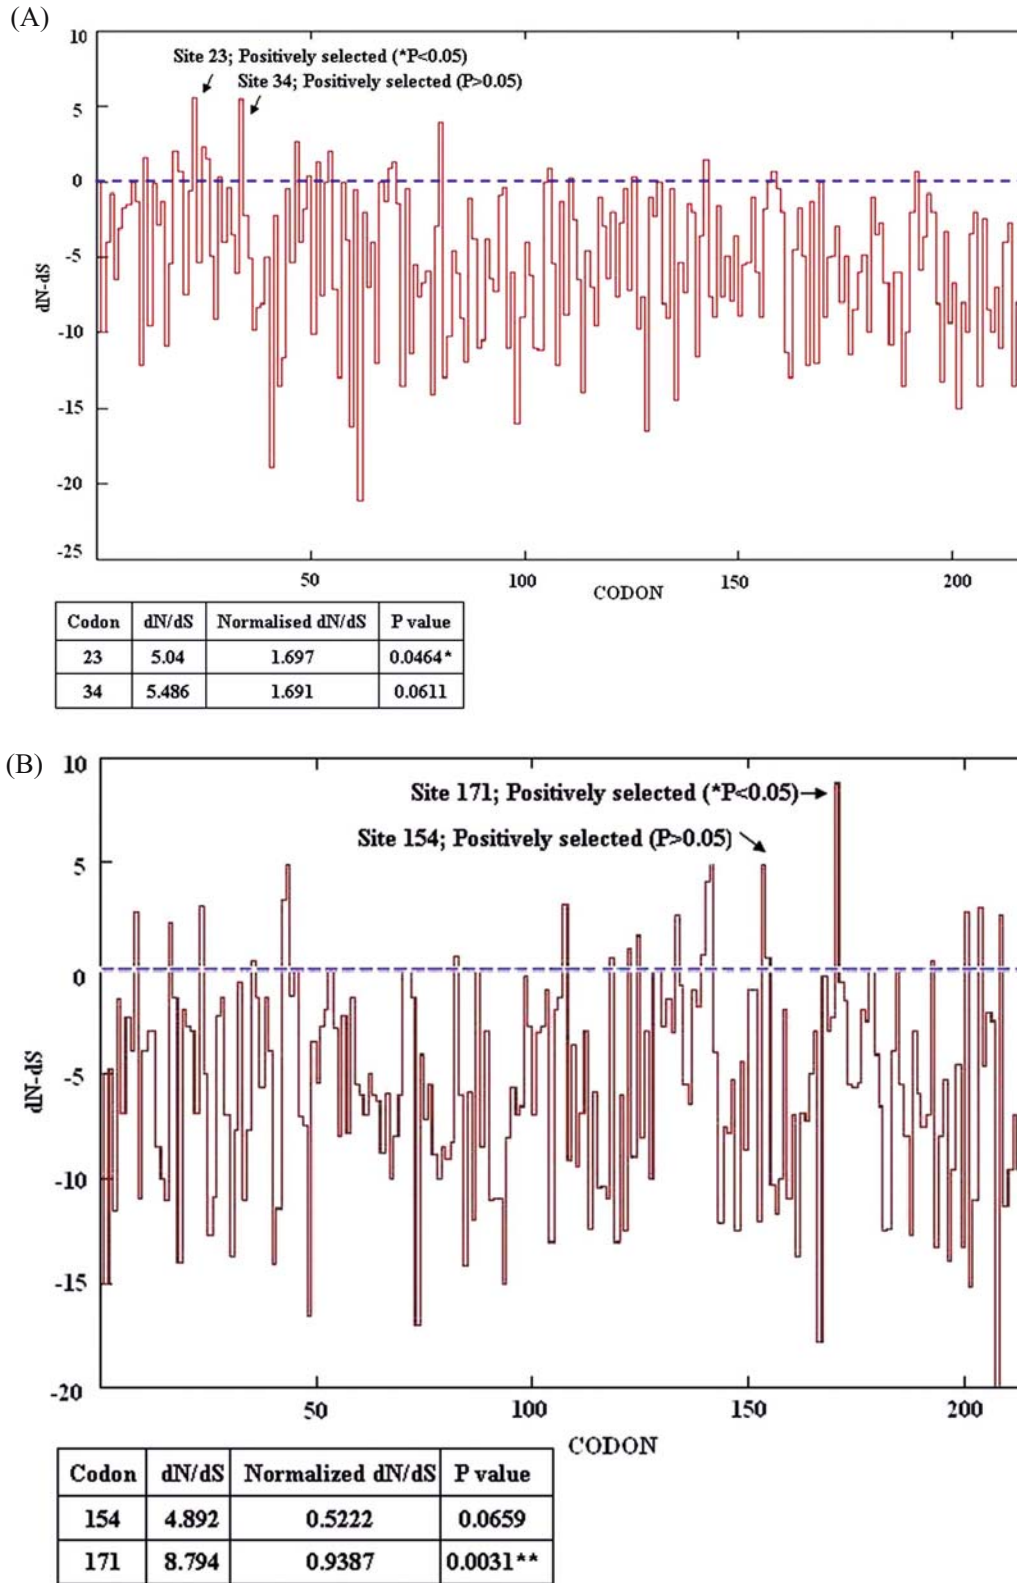 (A)
10
Site 23; Positively selected (*P<0.05)
Site 34; Positively selected (P>0.05)
5
0
-5
dN-dS
-10
-15
-20
-25
50 100 150 200
CODON
Codon dN/dS Normalised dN/dS P value
23 5.04 1.697 0.0464*
34 5.486 1.691 0.0611
(B)
10
Site 171; Positively selected (*P<0.05)
Site 154; Positively selected (P>0.05)
5
0
-5
dN-dS
-10
-15
-20
50 100 150 200
CODON
Codon dN/dS Normalized dN/dS P value
154 4.892 0.5222 0.0659
171 8.794 0.9387 0.0031**